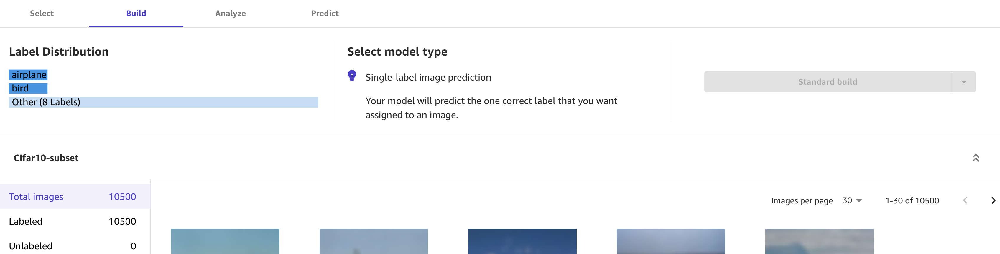 Select
Build
Analyze
Predict
Label Distribution
airplane
bird
Other (8 Labels)
Select model type
Single-label image prediction
Your model will predict the one correct label that you want
assigned to an image.
Standard build
CIfar10-subset
Total images 10500
Labeled 10500
Unlabeled 0
Images per page 30
1-30 of 10500